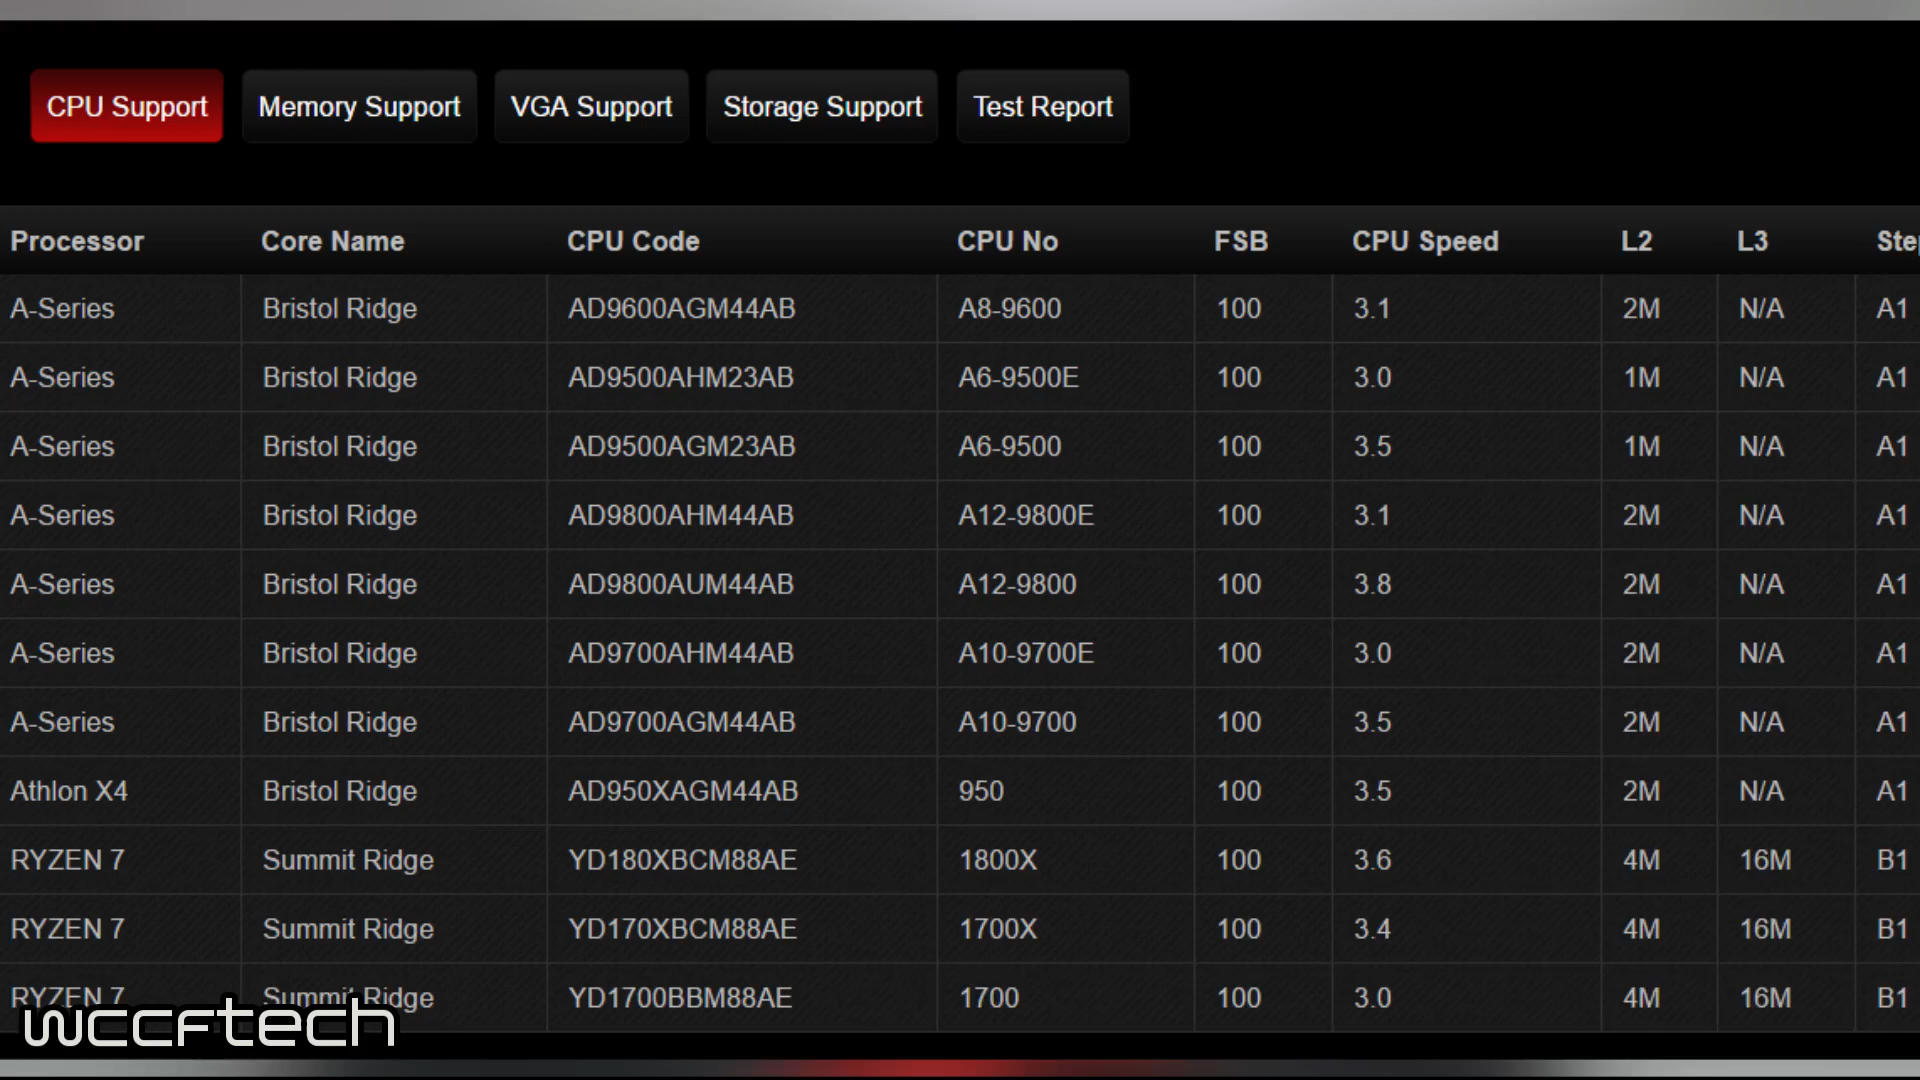 CPU Support Memory Support VGA Support Storage Support Test Report
Processor Core Name CPU Code CPU No FSB CPU Speed L2 L3
A-Series Bristol Ridge AD9600AGM44AB A8-9600 100 3.1 2M N/A A1
A-Series Bristol Ridge AD9500AHM23AB A6-9500E 100 3.0 1M N/A A1
A-Series Bristol Ridge AD9500AGM23AB A6-9500 100 3.5 1M N/A A1
A-Series Bristol Ridge AD9800AHM44AB A12-9800E 100 3.1 2M N/A A1
A-Series Bristol Ridge AD9800AUM44AB A12-9800 100 3.8 2M N/A A1
A-Series Bristol Ridge AD9700AHM44AB A10-9700E 100 3.0 2M N/A A1
A-Series Bristol Ridge AD9700AGM44AB A10-9700 100 3.5 2M N/A A1
Athlon X4 Bristol Ridge AD950XAGM44AB 950 100 3.5 2M N/A A1
RYZEN 7 Summit Ridge YD180XBCM88AE 1800X 100 3.6 4M 16M B1
RYZEN 7 Summit Ridge YD170XBCM88AE 1700X 100 3.4 4M 16M B1
RYZEN 7 Summit Ridge YD1700BBM88AE 1700 100 3.0 4M 16M B1
wccftech